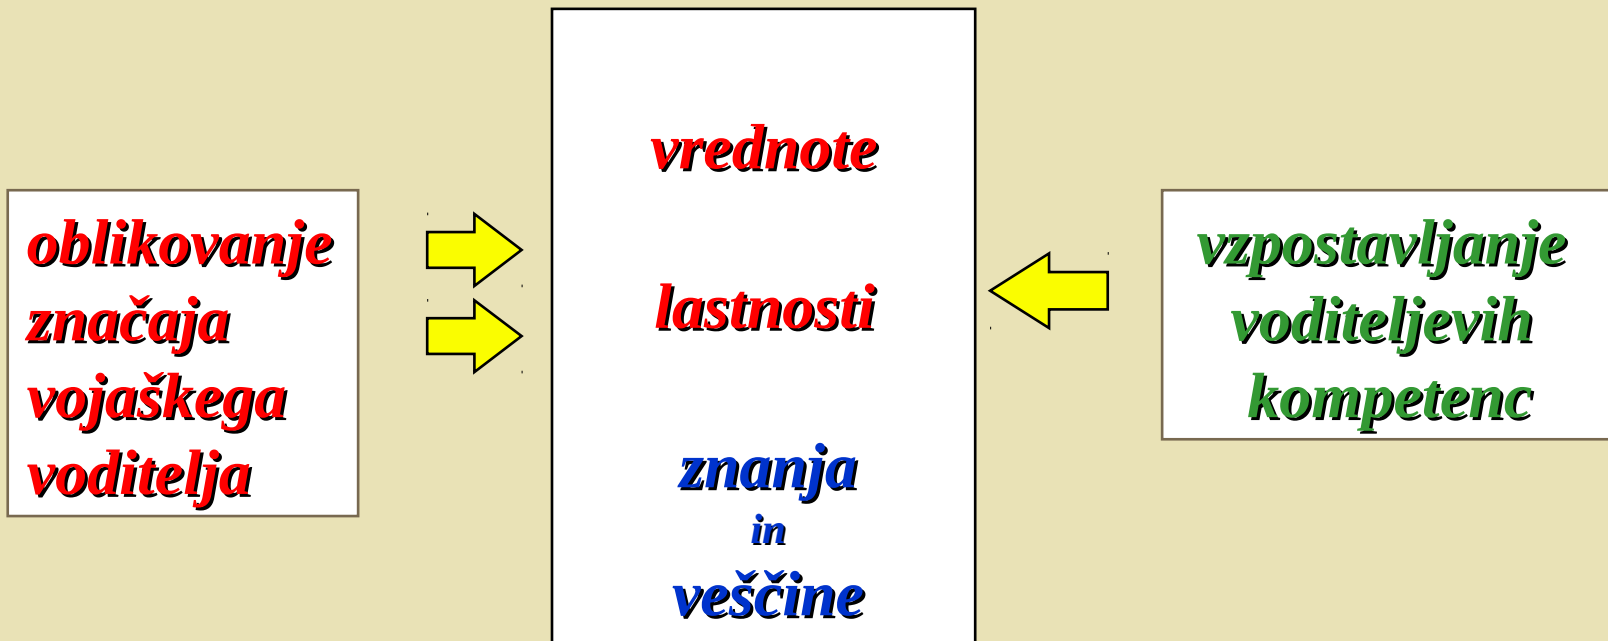 oblikovanje
značaja
vojaškega
voditelja
vrednote
lastnosti
znanja
in
veščine
vzpostavljanje
voditeljevih
kompetenc